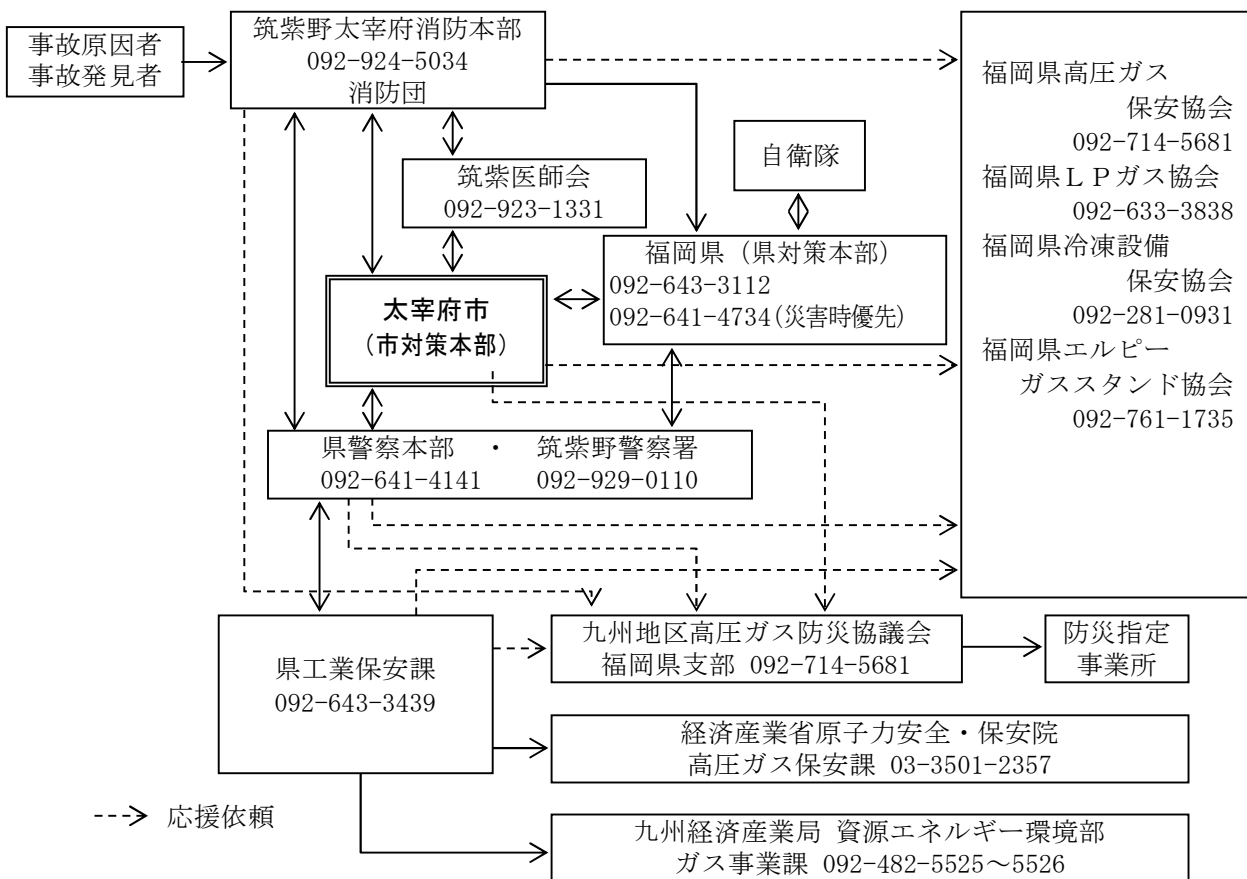 事故原因者
事故発見者
筑紫野太宰府消防本部
092-924-5034
消防団
福岡県高圧ガス
保安協会
092-714-5681
福岡県ＬＰガス協会
092-633-3838
福岡県冷凍設備
保安協会
092-281-0931
福岡県エルピー
ガススタンド協会
092-761-1735
自衛隊
筑紫医師会
092-923-1331
福岡県（県対策本部）
092-643-3112
092-641-4734(災害時優先)
太宰府市
(市対策本部)
県警察本部　・　筑紫野警察署
092-641-4141　092-929-0110
県工業保安課
092-643-3439
九州地区高圧ガス防災協議会
福岡県支部 092-714-5681
防災指定
事業所
経済産業省原子力安全・保安院
高圧ガス保安課 03-3501-2357
応援依頼
九州経済産業局 資源エネルギー環境部
ガス事業課 092-482-5525～5526